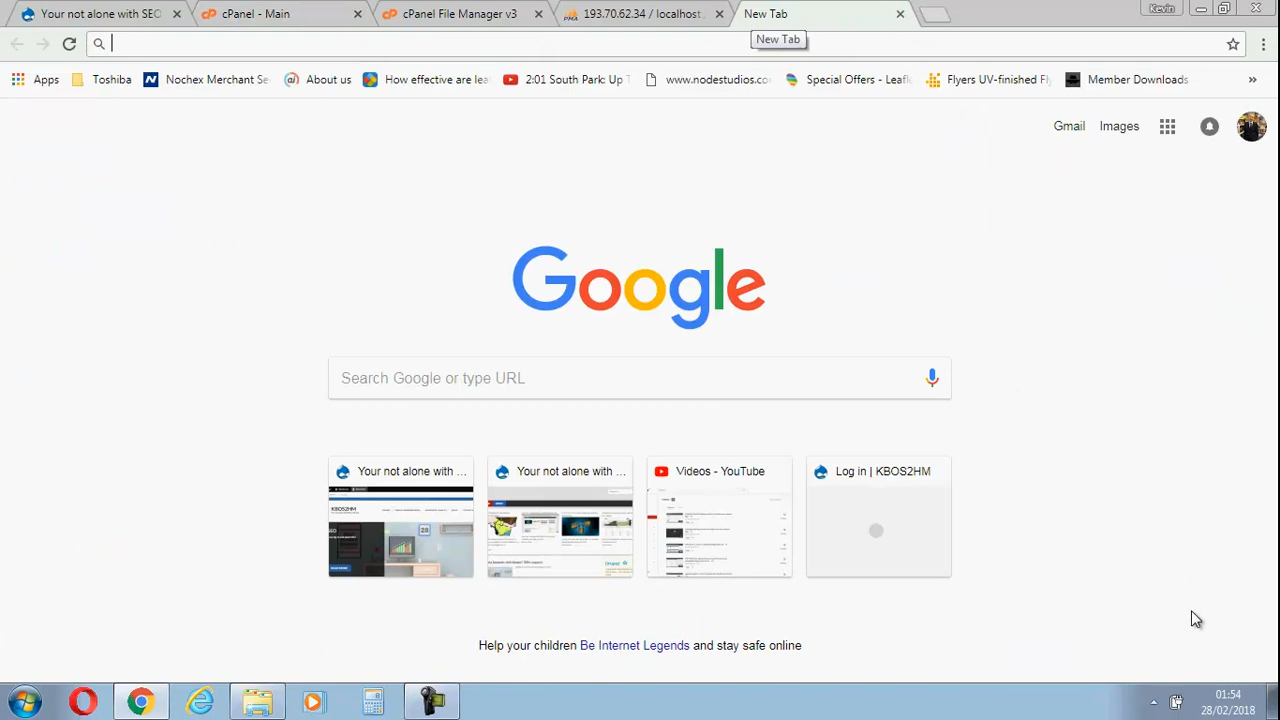 Your not alone with SEO
cPanel - Main
cPanel File Manager v3
193.70.62.34 / localhost
New Tab
Kevin
New Tab
Apps
Toshiba
Nochex Merchant Se
About us
How effective are lea
2:01 South Park: Up T
www.nodestudios.co
Special Offers - Leafl
Flyers UV-finished Fl
Member Downloads
»
Gmail
Images
Google
Search Google or type URL
Your not alone with ...
Your not alone with ...
Videos - YouTube
Log in | KBOS2HM
KBOS2HM
28
Drupal
Help your children Be Internet Legends and stay safe online
01:54
28/02/2018